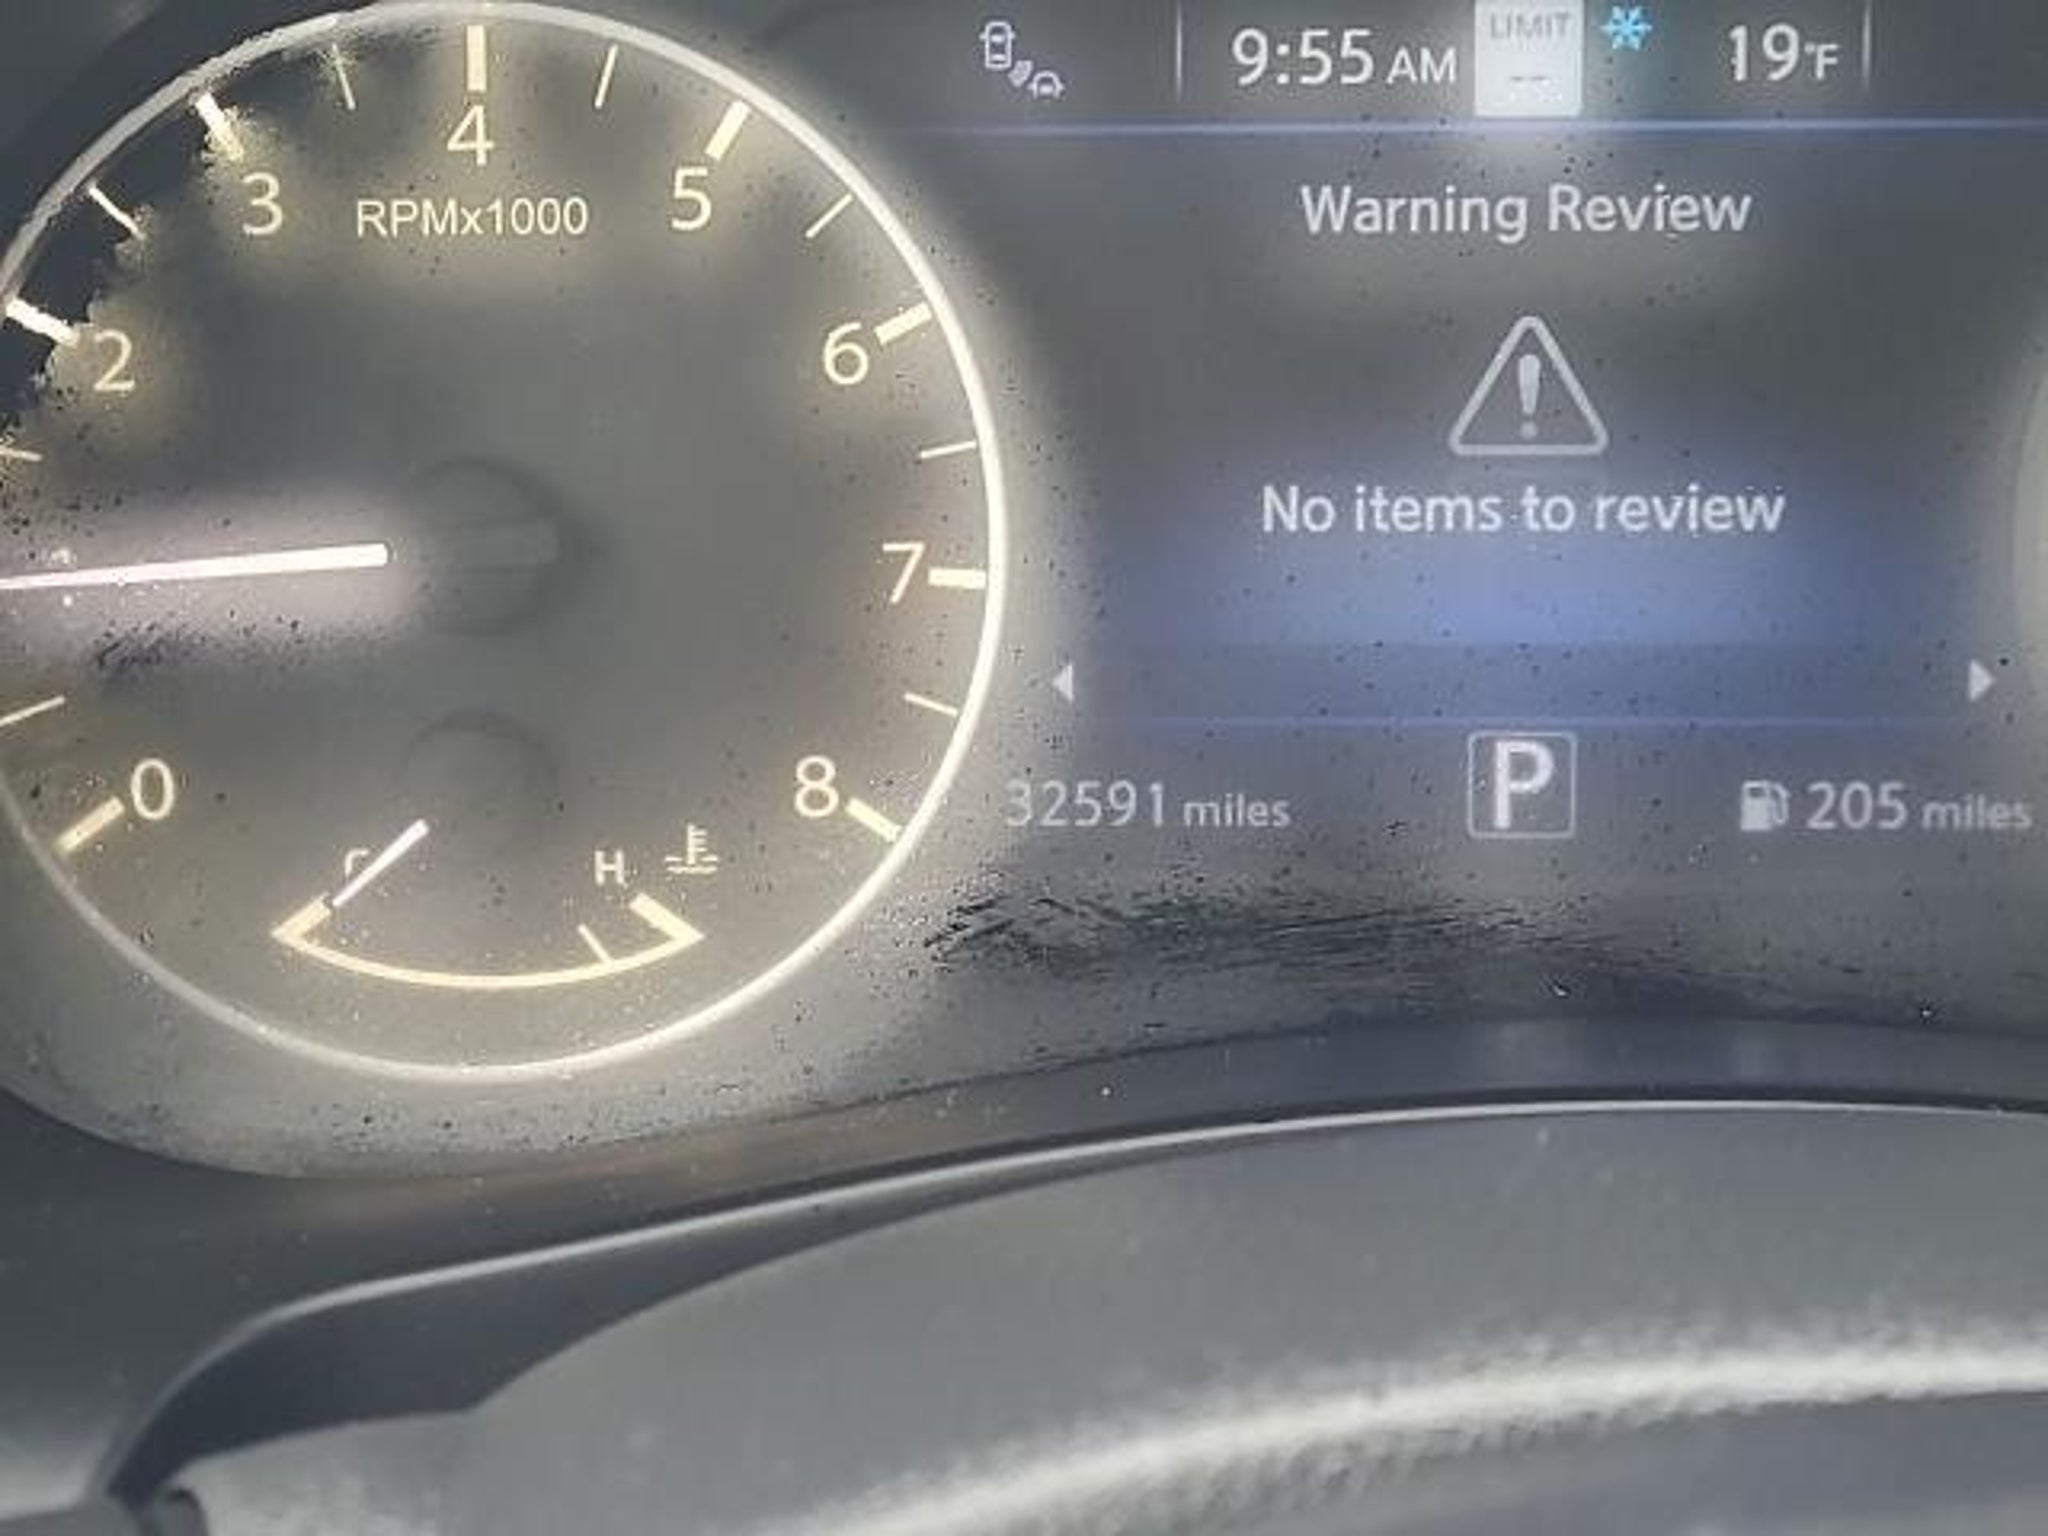 9:55 AM
LIMIT
--
19°F
4
3
5
RPMx1000
2
6
7
0
8
H
Warning Review
No items to review
32591 miles
P
205 miles